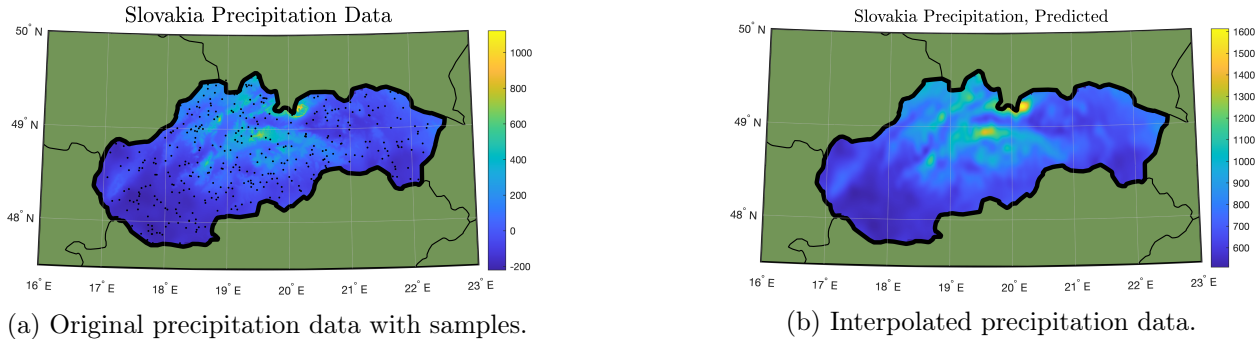 Slovakia Precipitation Data
50° N
49° N
48° N
16° E 17° E 18° E 19° E 20° E 21° E 22° E 23° E
1000
800
600
400
200
0
-200
(a) Original precipitation data with samples.
Slovakia Precipitation, Predicted
50° N
49° N
48° N
16° E 17° E 18° E 19° E 20° E 21° E 22° E 23° E
1600
1500
1400
1300
1200
1100
1000
900
800
700
600
(b) Interpolated precipitation data.